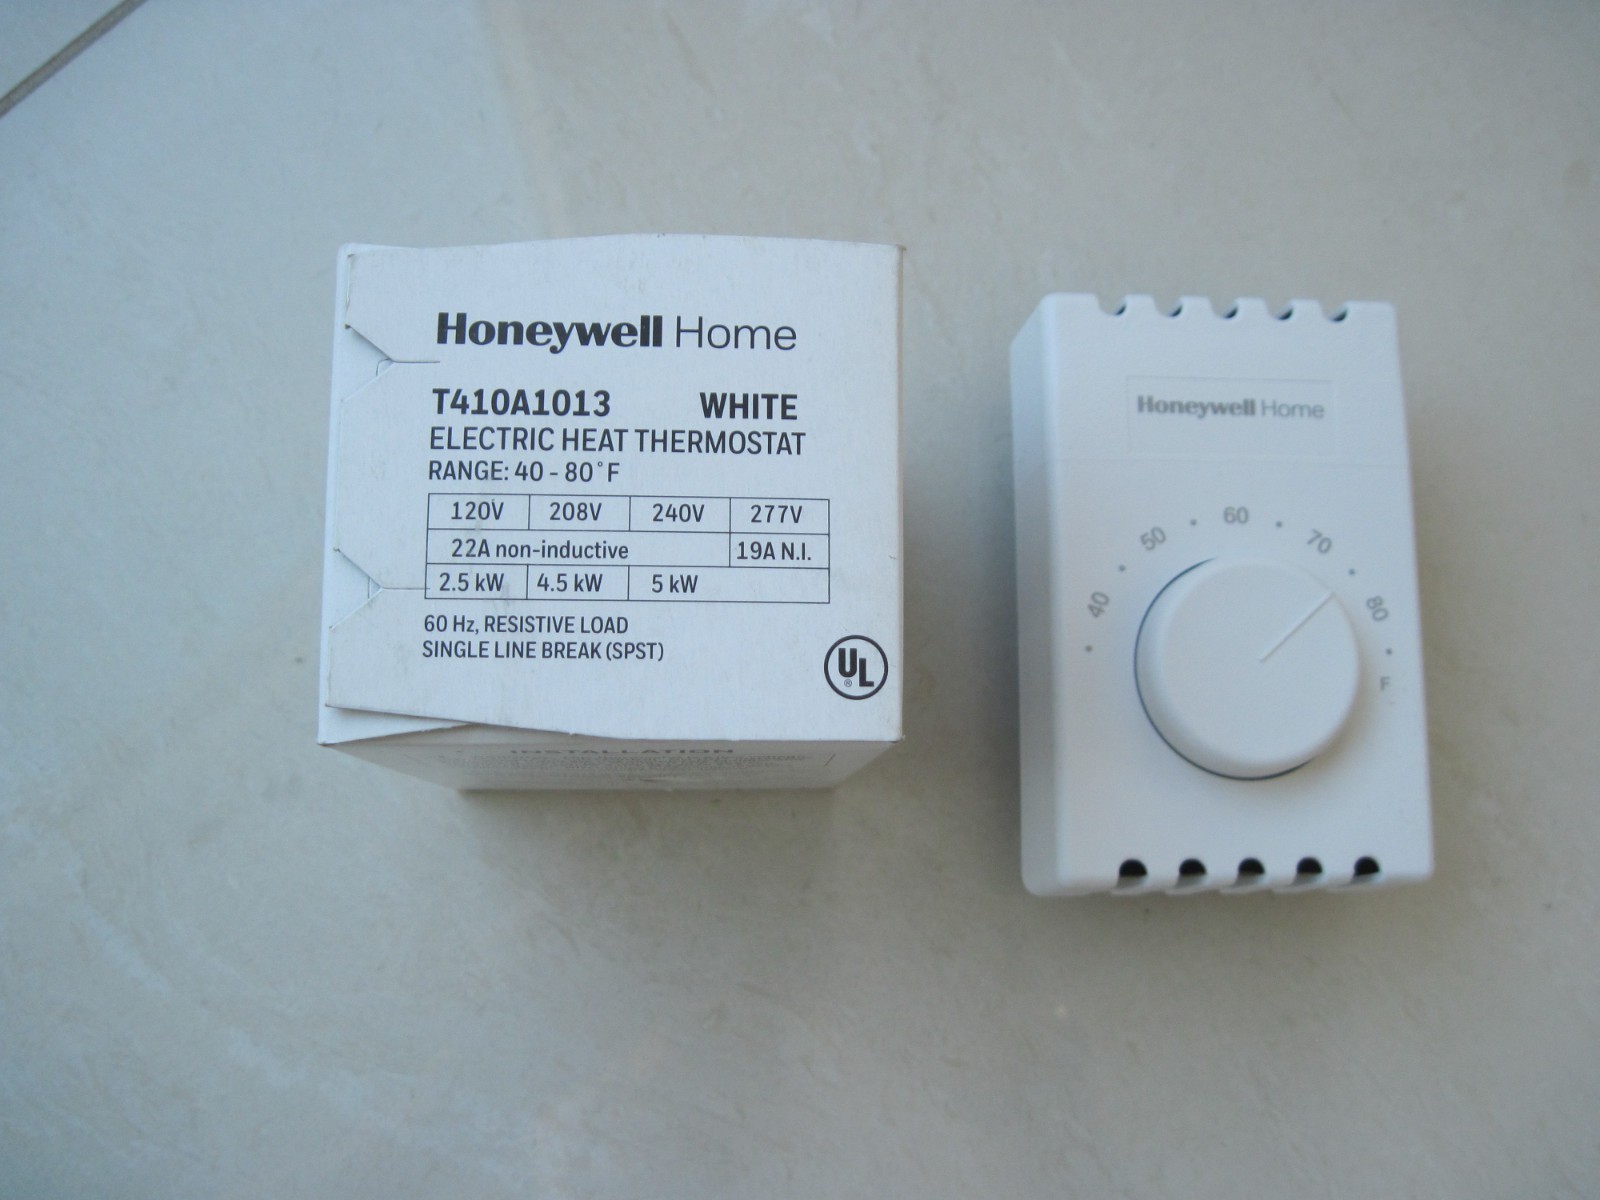 Honeywell Home
T410A1013 WHITE
ELECTRIC HEAT THERMOSTAT
RANGE: 40 - 80°F
120V 208V 240V 277V
22A non-inductive 19A N.I.
2.5 kW 4.5 kW 5 kW
60 Hz, RESISTIVE LOAD
SINGLE LINE BREAK (SPST)
UL
®
INSTALLATION
Honeywell Home
40 50 60 70 80
F